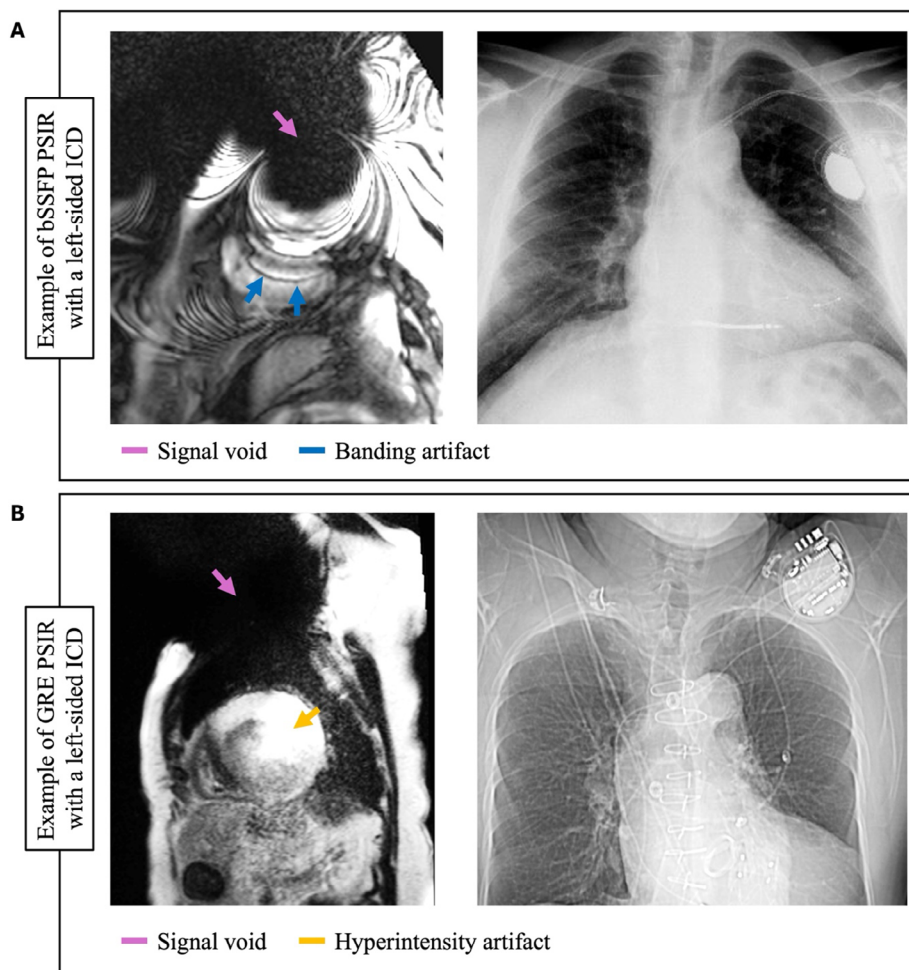 A
Example of bSSFP PSIR
with a left-sided ICD
Signal void
Banding artifact
B
Example of GRE PSIR
with a left-sided ICD
Signal void
Hyperintensity artifact